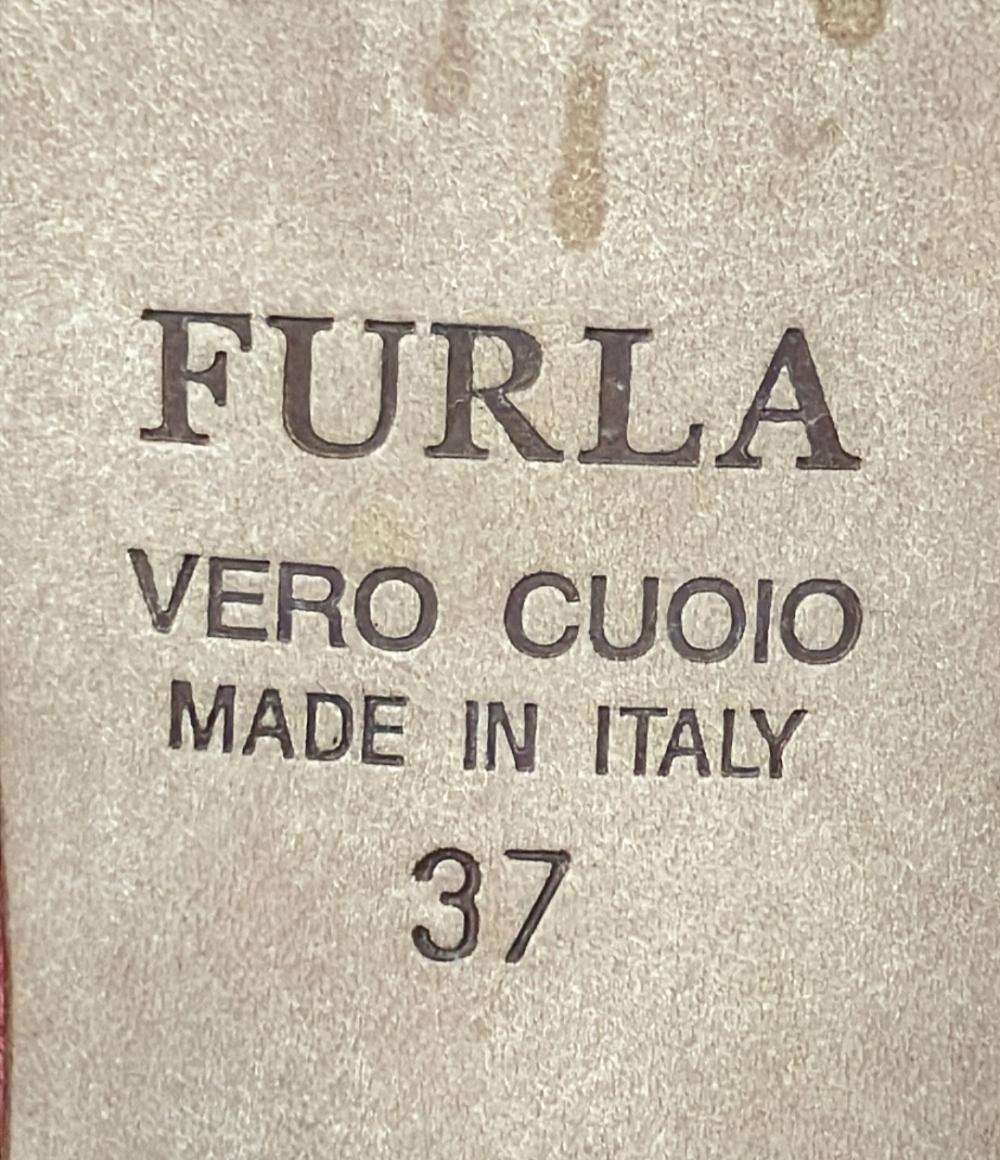 FURLA
VERO CUOIO
MADE IN ITALY
37